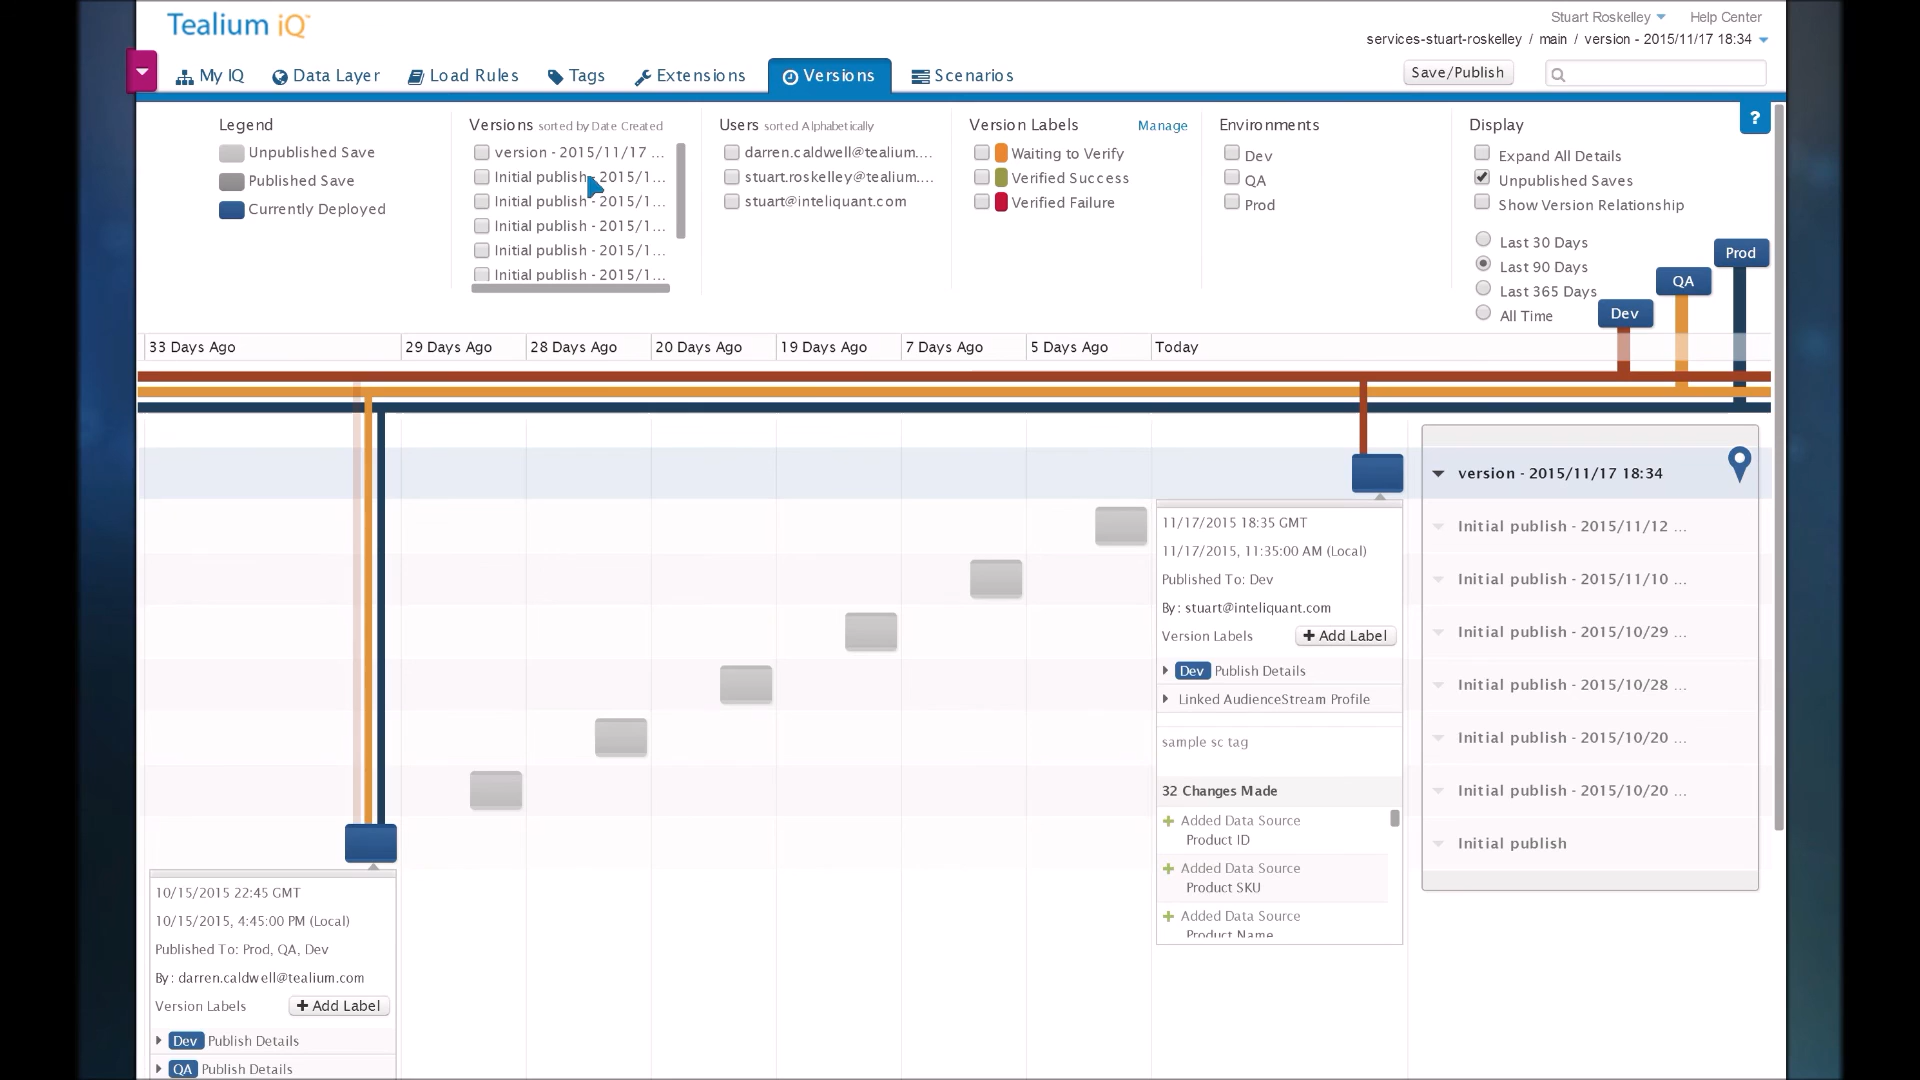 Tealium iQ™
Stuart Roskelley Help Center
services-stuart-roskelley / main / version - 2015/11/17 18:34
My IQ Data Layer Load Rules Tags Extensions Versions Scenarios
Save/Publish
?
Legend
Unpublished Save
Published Save
Currently Deployed
Versions sorted by Date Created
version - 2015/11/17 ...
Initial publish - 2015/1...
Initial publish - 2015/1...
Initial publish - 2015/1...
Initial publish - 2015/1...
Initial publish - 2015/1...
Users sorted Alphabetically
darren.caldwell@tealium....
stuart.roskelley@tealium....
stuart@inteliquant.com
Version Labels Manage
Waiting to Verify
Verified Success
Verified Failure
Environments
Dev
QA
Prod
Display
Expand All Details
Unpublished Saves
Show Version Relationship
Last 30 Days
Last 90 Days
Last 365 Days
All Time
Prod
QA
Dev
33 Days Ago 29 Days Ago 28 Days Ago 20 Days Ago 19 Days Ago 7 Days Ago 5 Days Ago Today
11/17/2015 18:35 GMT
11/17/2015, 11:35:00 AM (Local)
Published To: Dev
By: stuart@inteliquant.com
Version Labels + Add Label
Dev Publish Details
Linked AudienceStream Profile
sample sc tag
32 Changes Made
Added Data Source
Product ID
Added Data Source
Product SKU
Added Data Source
Product Name
version - 2015/11/17 18:34
Initial publish - 2015/11/12 ...
Initial publish - 2015/11/10 ...
Initial publish - 2015/10/29 ...
Initial publish - 2015/10/28 ...
Initial publish - 2015/10/20 ...
Initial publish - 2015/10/20 ...
Initial publish
10/15/2015 22:45 GMT
10/15/2015, 4:45:00 PM (Local)
Published To: Prod, QA, Dev
By: darren.caldwell@tealium.com
Version Labels + Add Label
Dev Publish Details
QA Publish Details